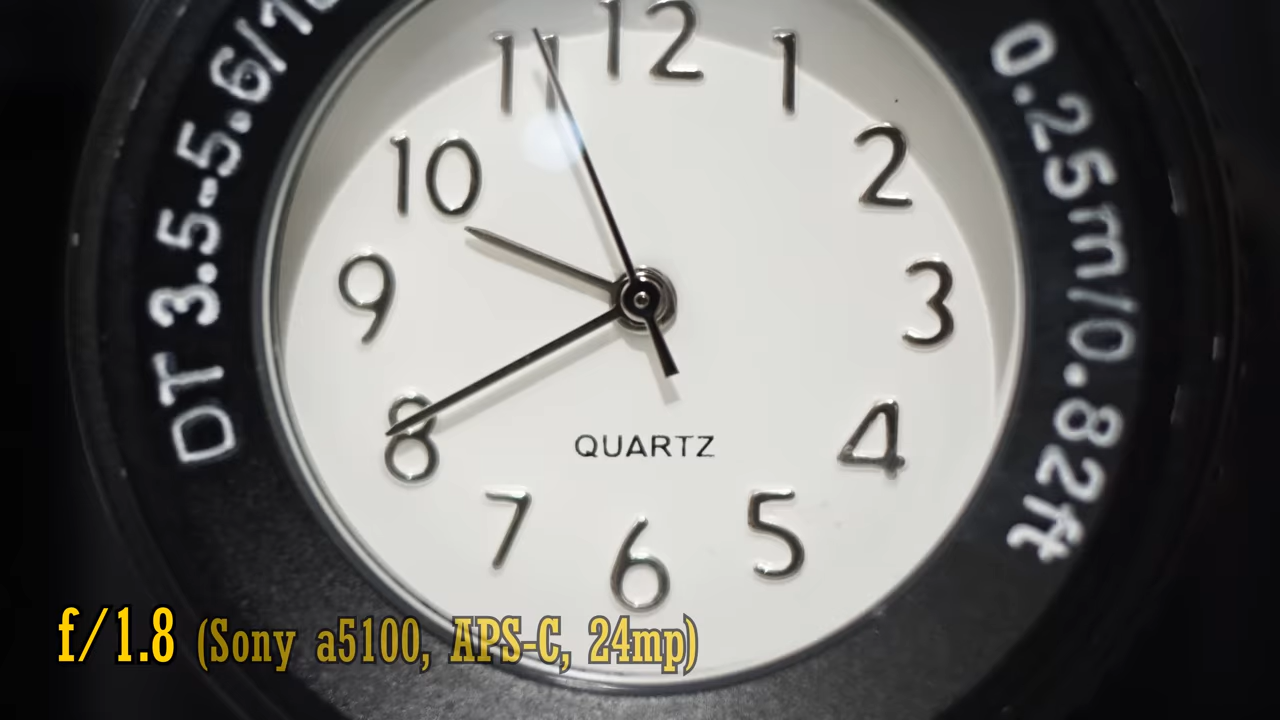 DT 3.5-5.6/18
0.25m/0.82ft
11 12 1
10 2
9 3
8 4
QUARTZ
7 6 5
f/1.8 (Sony a5100, APS-C, 24mp)